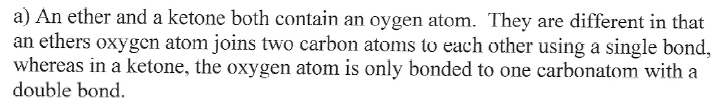 a) An ether and a ketone both contain an oygen atom. They are different in that
an ethers oxygen atom joins two carbon atoms to each other using a single bond,
whereas in a ketone, the oxygen atom is only bonded to one carbonatom with a
double bond.